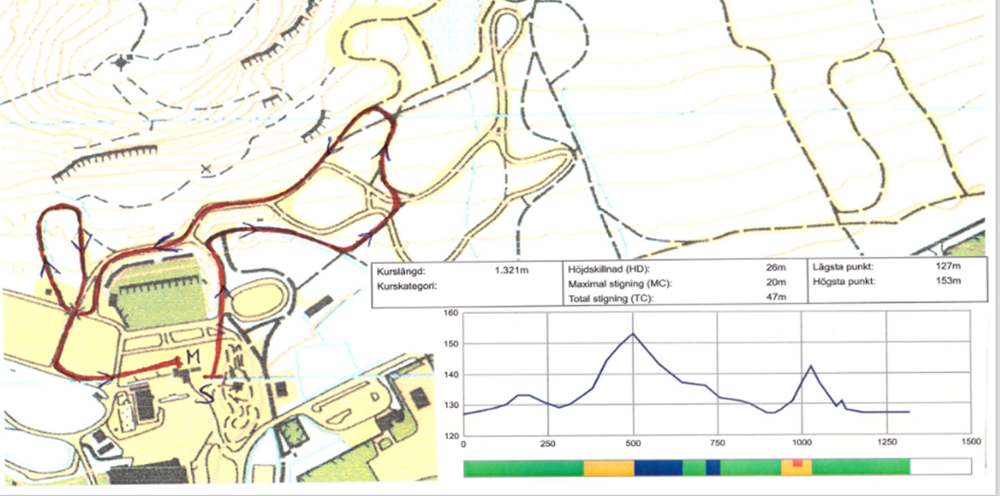 M
S
Kurslängd: 1.321m
Kurskategori:
Höjdskillnad (HD): 26m
Maximal stigning (MC): 20m
Total stigning (TC): 47m
Lägsta punkt: 127m
Högsta punkt: 153m
160
150
140
130
120
0 250 500 750 1000 1250 1500